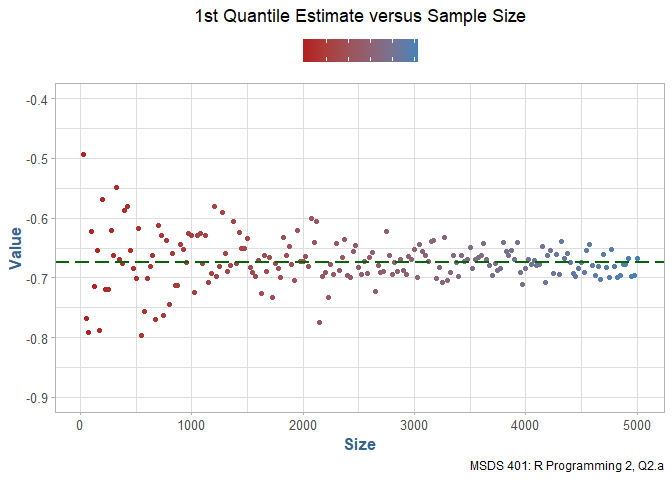 1st Quantile Estimate versus Sample Size
-0.4
-0.5
-0.6
-0.7
-0.8
-0.9
Value
0 1000 2000 3000 4000 5000
Size
MSDS 401: R Programming 2, Q2.a